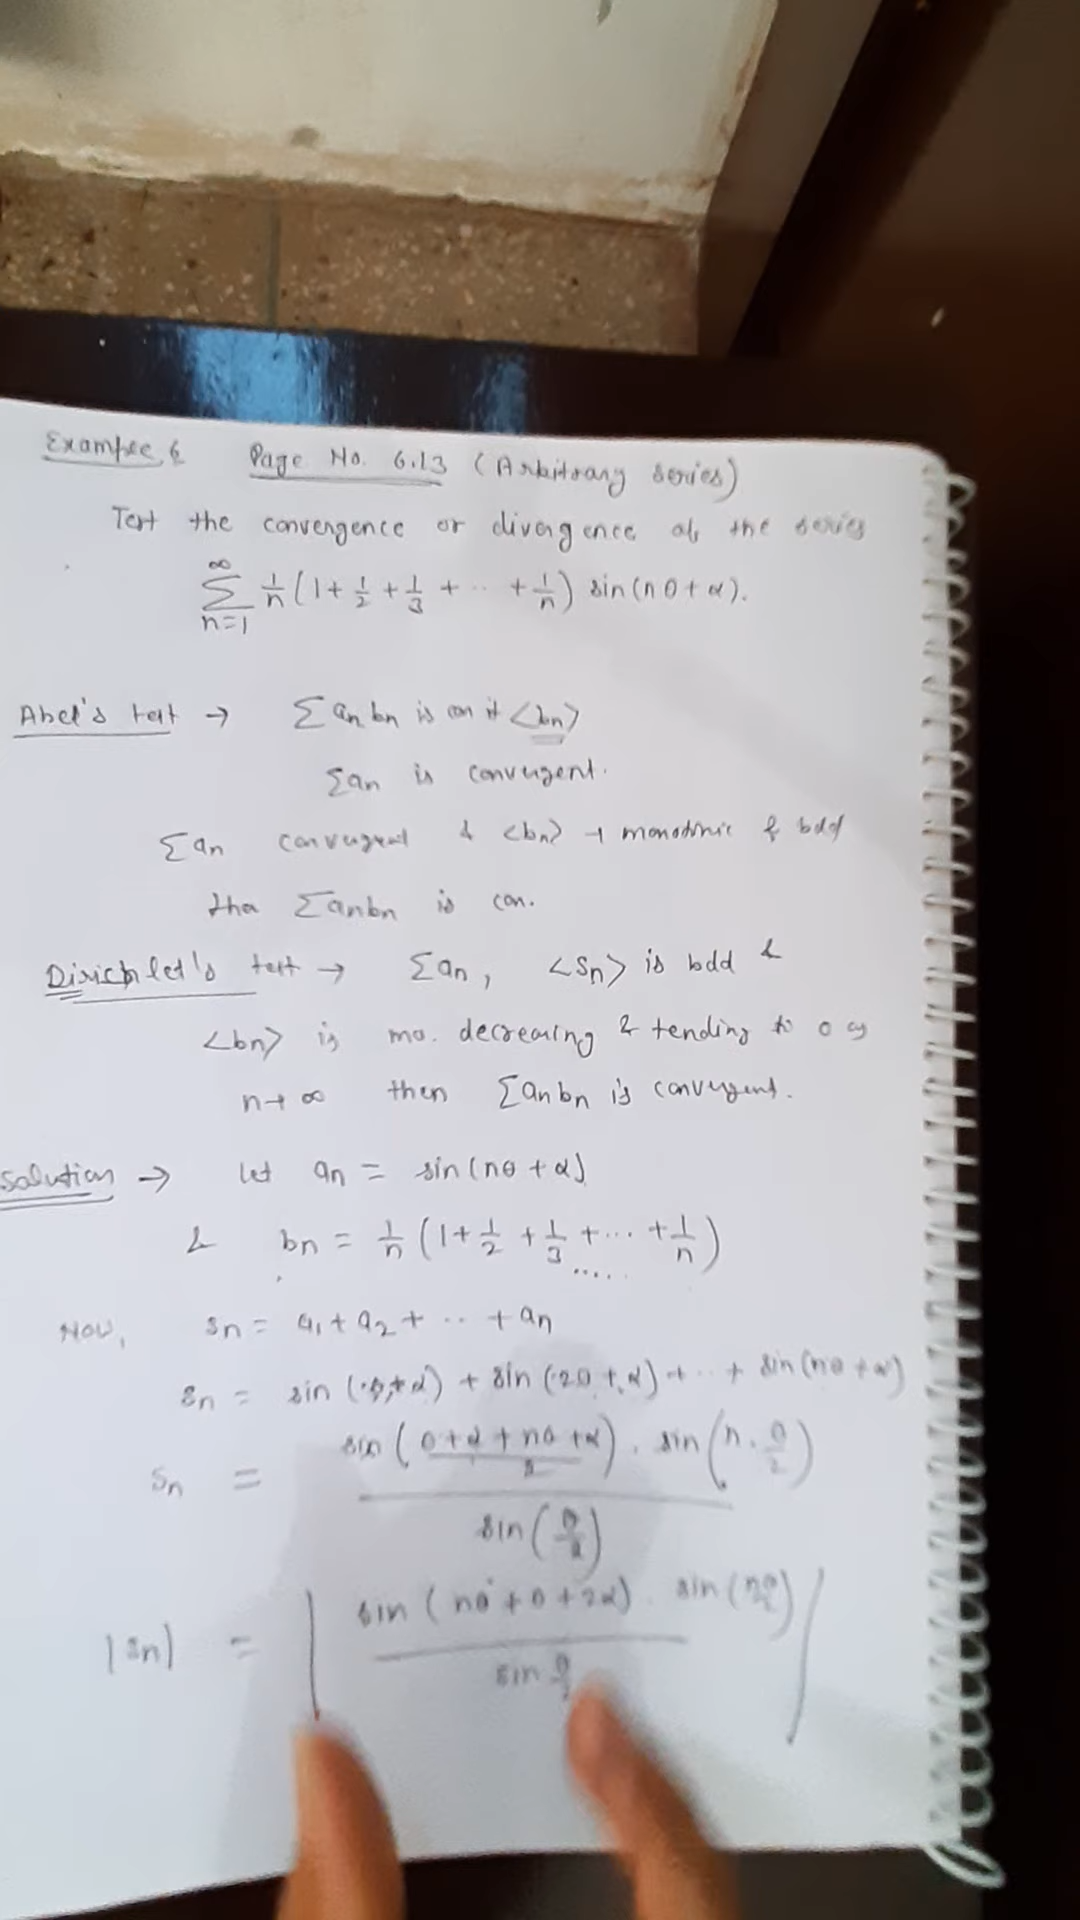 Example 6 Page No. 6.13 (Arbitrary series)
Test the convergence or divergence of the series
∞
Σ 1/n (1 + 1/2 + 1/3 + ·· + 1/n) sin(nθ + α).
n=1
Abel's test → Σ an bn is con if <bn>
Σan is convergent.
Σan convergent & <bn> → monotonic & bdd
then Σ anbn is con.
Dirichlet's test → Σan, <Sn> is bdd &
<bn> is mo. decreasing & tending to 0 as
n→∞ then Σanbn is convergent.
Solution → let an = sin(nθ + α)
& bn = 1/n (1 + 1/2 + 1/3 + ··· + 1/n)
Now, sn = a1 + a2 + ·· + an
sn = sin(θ + α) + sin(2θ + α) + ·· + sin(nθ + α)
sn = sin((θ+α+nθ+α)/2) . sin(n.θ/2) / sin(θ/2)
|sn| = | sin(nθ+θ+2α) . sin(nθ/2) / sin θ/2 |